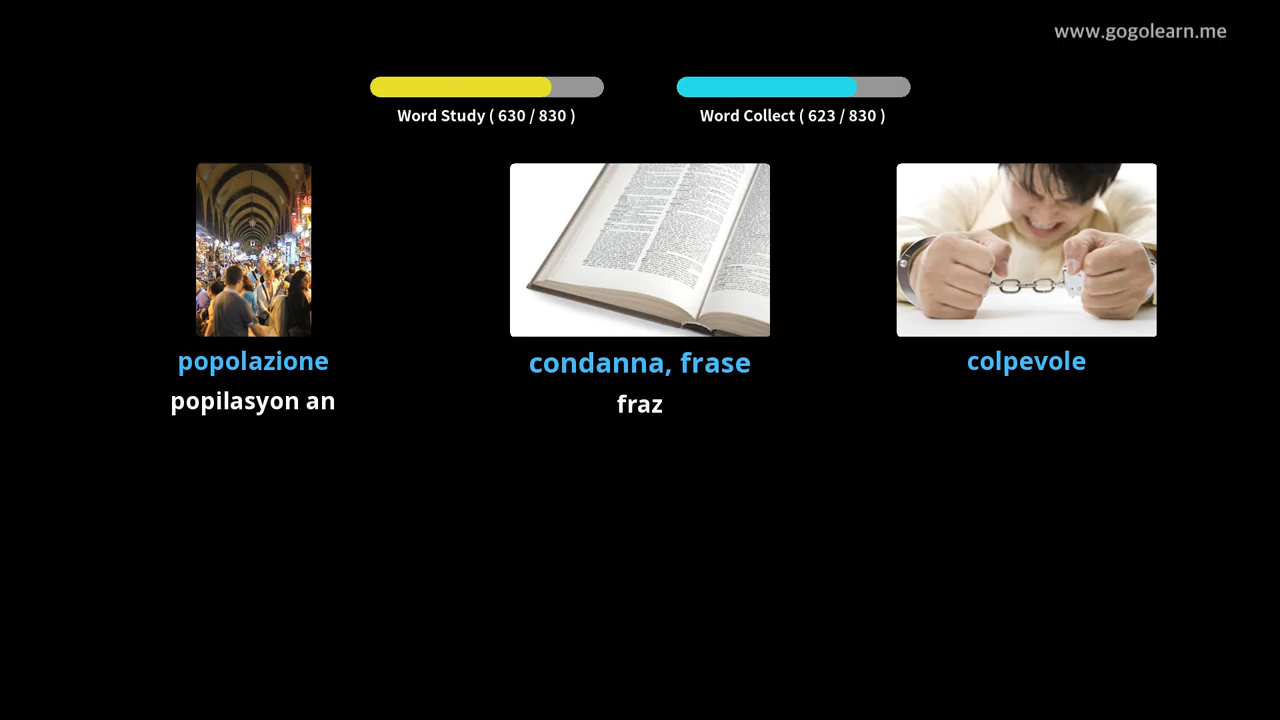 www.gogolearn.me
Word Study ( 630 / 830 )
Word Collect ( 623 / 830 )
popolazione
popilasyon an
condanna, frase
fraz
colpevole